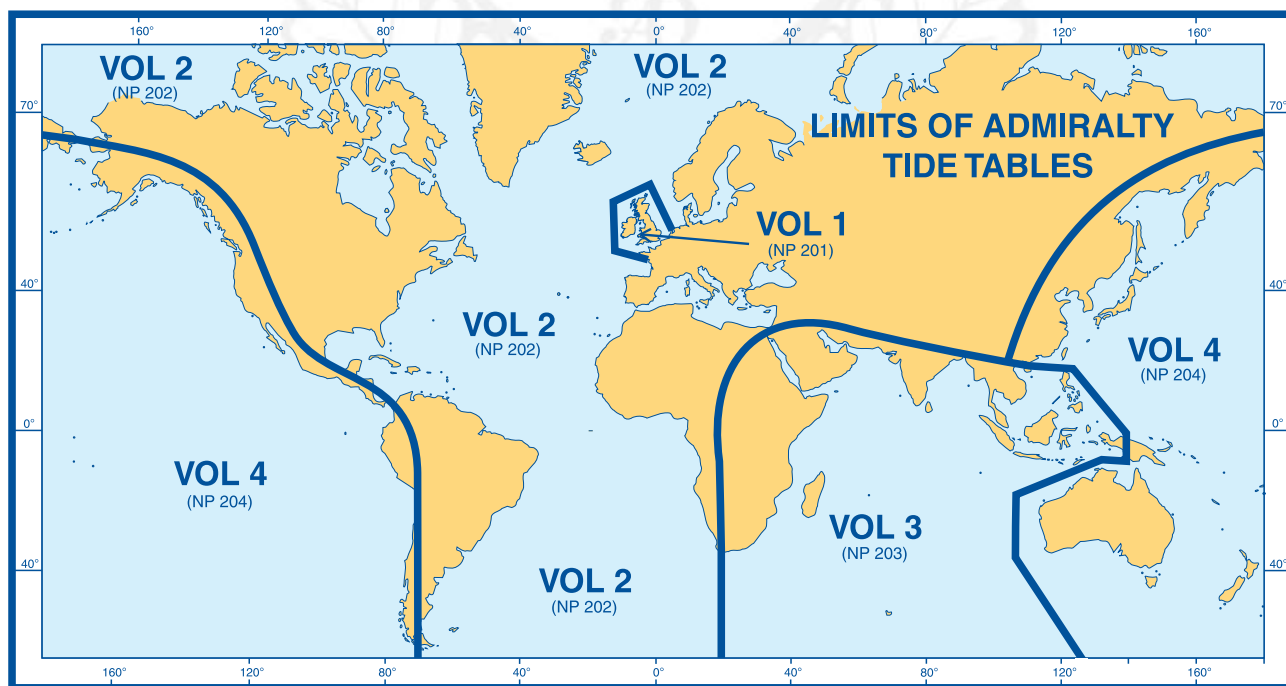 160° 120° 80° 40° 0° 40° 80° 120° 160°
VOL 2
(NP 202)
VOL 2
(NP 202)
70°
70°
LIMITS OF ADMIRALTY
TIDE TABLES
VOL 1
(NP 201)
40°
40°
VOL 2
(NP 202)
VOL 4
(NP 204)
0°
0°
VOL 4
(NP 204)
VOL 3
(NP 203)
40°
40°
VOL 2
(NP 202)
160° 120° 80° 40° 0° 40° 80° 120° 160°